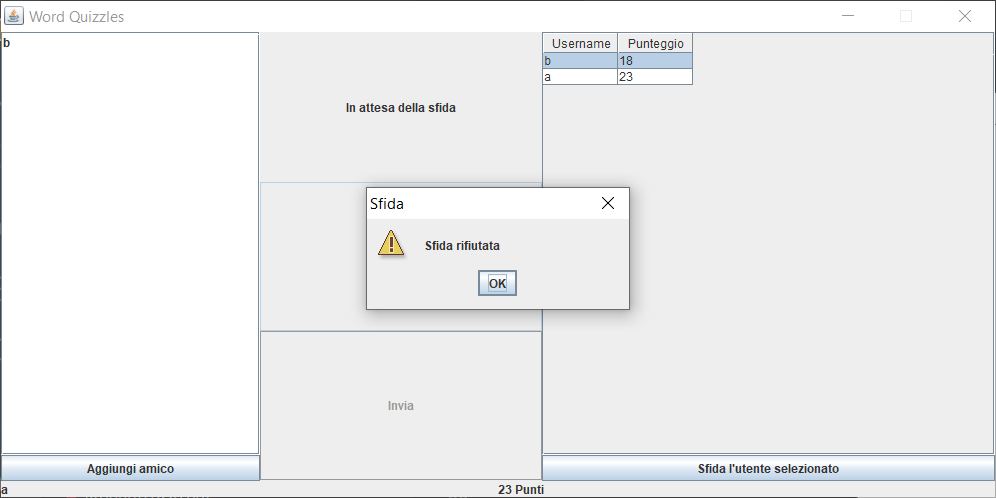 Word Quizzles
b
In attesa della sfida
Username Punteggio
b 18
a 23
Sfida
Sfida rifiutata
OK
Invia
Aggiungi amico
Sfida l'utente selezionato
a 23 Punti